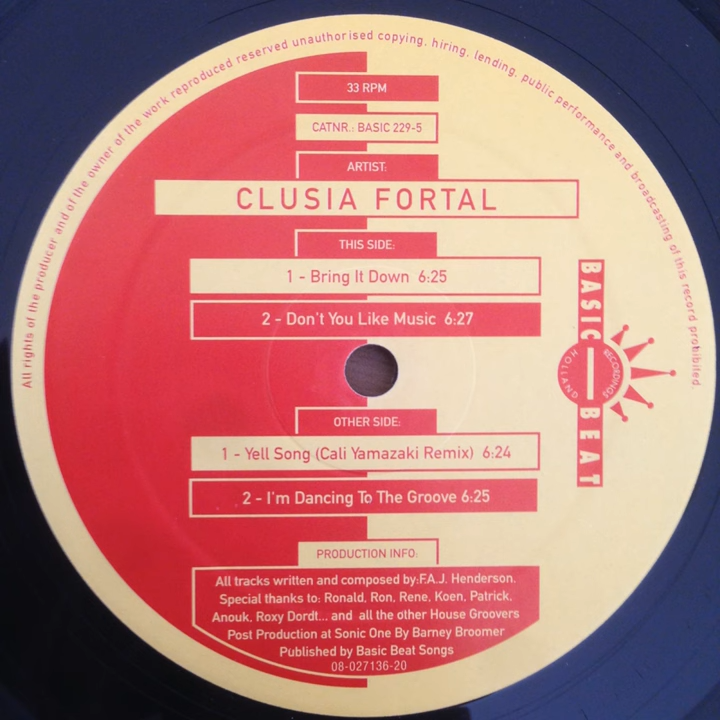 All rights of the producer and of the owner of the work reproduced reserved unauthorised copying, hiring, lending, public performance and broadcasting of this record prohibited.
33 RPM
CATNR.: BASIC 229-5
ARTIST:
CLUSIA FORTAL
THIS SIDE:
1 - Bring It Down 6:25
2 - Don't You Like Music 6:27
BASIC BEAT
RECORDINGS
HOLLAND
OTHER SIDE:
1 - Yell Song (Cali Yamazaki Remix) 6:24
2 - I'm Dancing To The Groove 6:25
PRODUCTION INFO:
All tracks written and composed by:F.A.J. Henderson.
Special thanks to: Ronald, Ron, Rene, Koen, Patrick,
Anouk, Roxy Dordt... and all the other House Groovers
Post Production at Sonic One By Barney Broomer
Published by Basic Beat Songs
08-027136-20